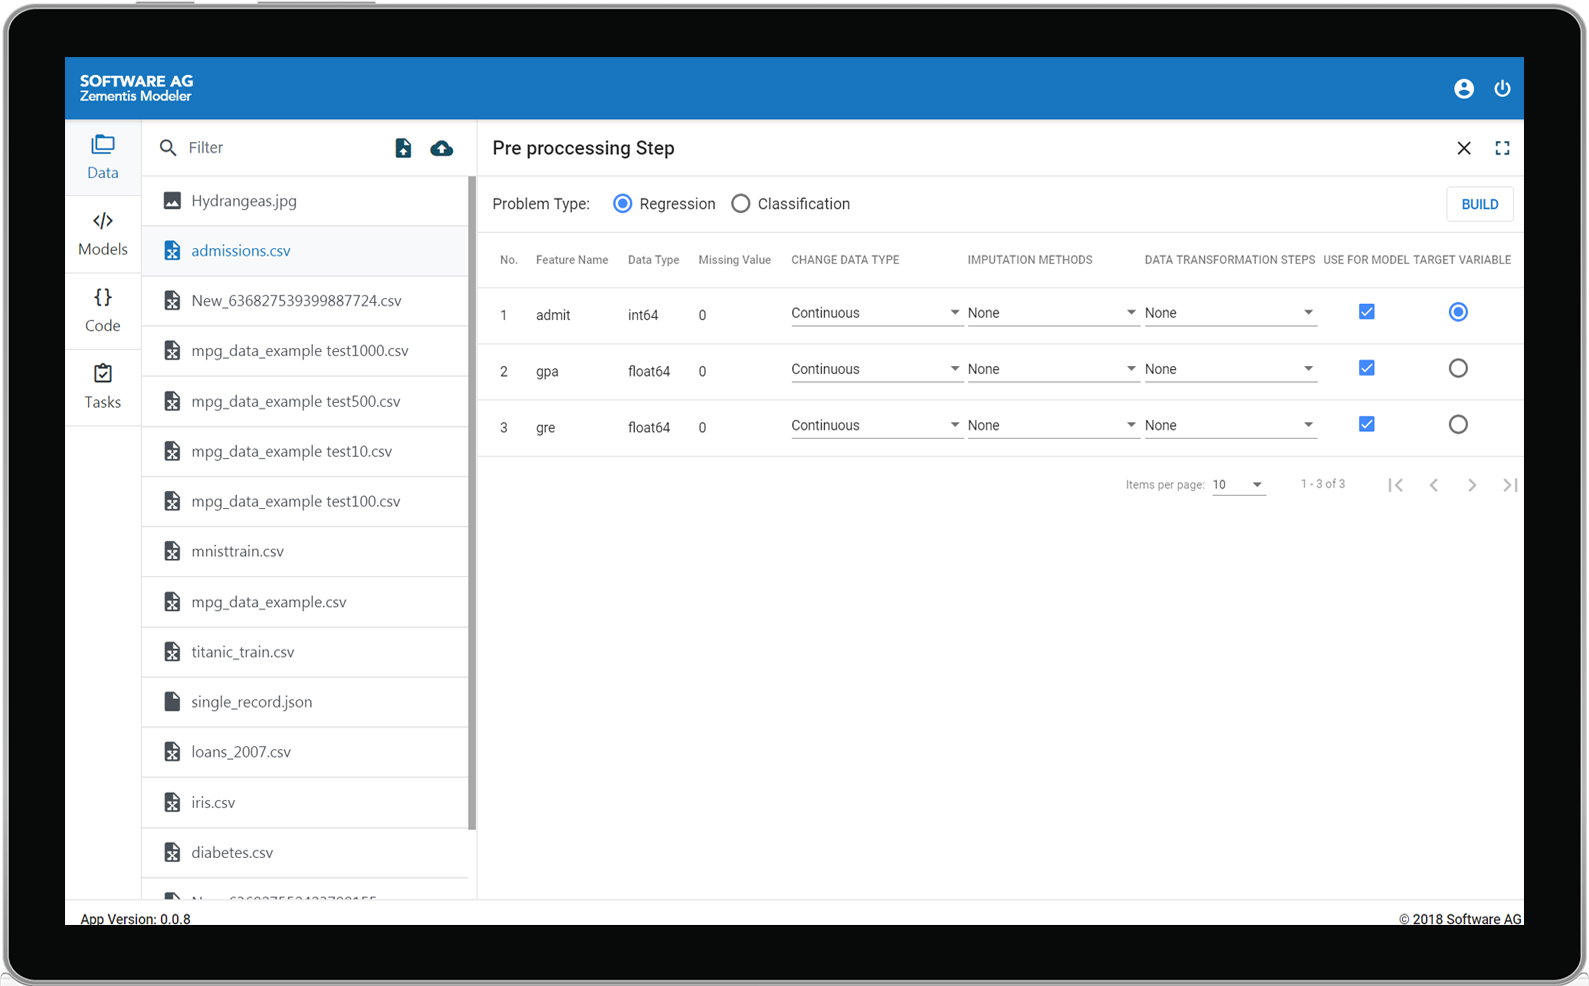 SOFTWARE AG
Zementis Modeler
Data
Models
Code
Tasks
Filter
Hydrangeas.jpg
admissions.csv
New_636827539399887724.csv
mpg_data_example test1000.csv
mpg_data_example test500.csv
mpg_data_example test10.csv
mpg_data_example test100.csv
mnisttrain.csv
mpg_data_example.csv
titanic_train.csv
single_record.json
loans_2007.csv
iris.csv
diabetes.csv
Pre proccessing Step
Problem Type: Regression Classification BUILD
No. Feature Name Data Type Missing Value CHANGE DATA TYPE IMPUTATION METHODS DATA TRANSFORMATION STEPS USE FOR MODEL TARGET VARIABLE
1 admit int64 0 Continuous None None
2 gpa float64 0 Continuous None None
3 gre float64 0 Continuous None None
Items per page: 10 1 - 3 of 3
App Version: 0.0.8 © 2018 Software AG